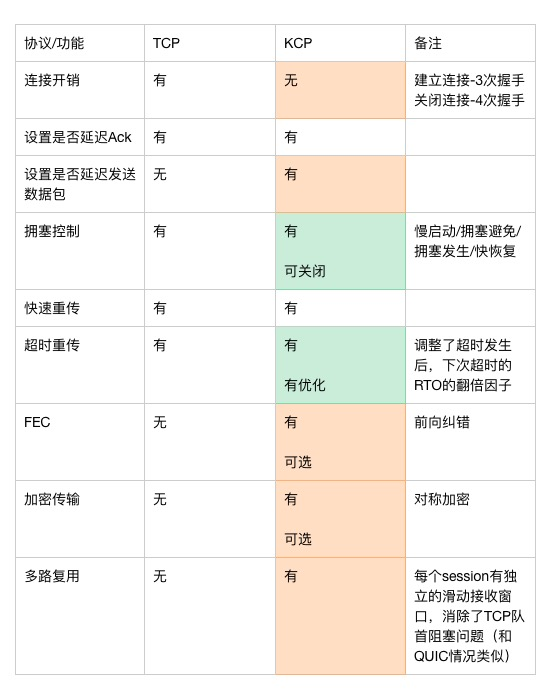 协议/功能 TCP KCP 备注
连接开销 有 无 建立连接-3次握手
关闭连接-4次握手
设置是否延迟Ack 有 有
设置是否延迟发送 无 有
数据包
拥塞控制 有 有 慢启动/拥塞避免/
拥塞发生/快恢复
可关闭
快速重传 有 有
超时重传 有 有 调整了超时发生
后，下次超时的
有优化 RTO的翻倍因子
FEC 无 有 前向纠错
可选
加密传输 无 有 对称加密
可选
多路复用 无 有 每个session有独
立的滑动接收窗
口，消除了TCP队
首阻塞问题（和
QUIC情况类似）